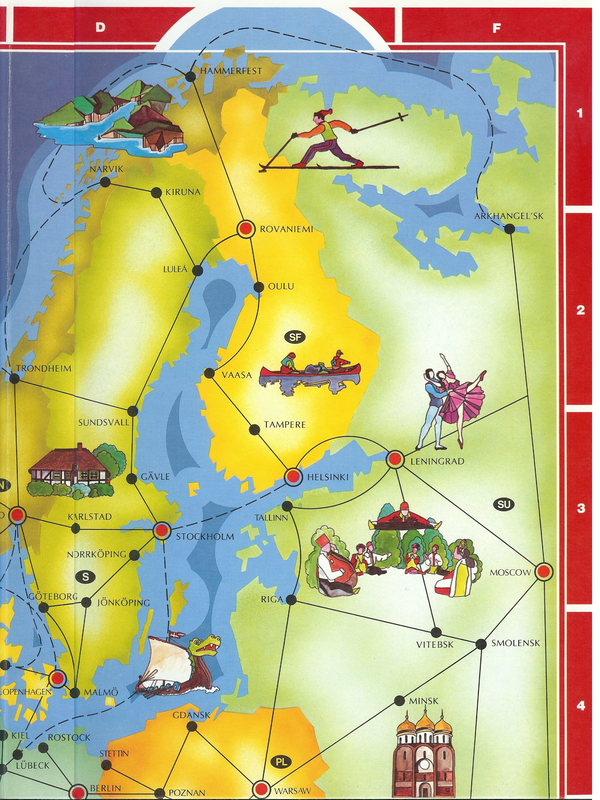 D
F
HAMMERFEST
1
NARVIK
KIRUNA
ARKHANGEL'SK
ROVANIEMI
LULEÅ
OULU
2
SF
TRONDHEIM
VAASA
SUNDSVALL
TAMPERE
LENINGRAD
GÄVLE
HELSINKI
N
SU
3
O
KARLSTAD
TALLINN
STOCKHOLM
NORRKÖPING
MOSCOW
S
GÖTEBORG
JÖNKÖPING
RIGA
VITEBSK
SMOLENSK
OPENHAGEN
MALMÖ
MINSK
4
GDANSK
KIEL
ROSTOCK
STETTIN
PL
LÜBECK
BERLIN
POZNAN
WARSAW